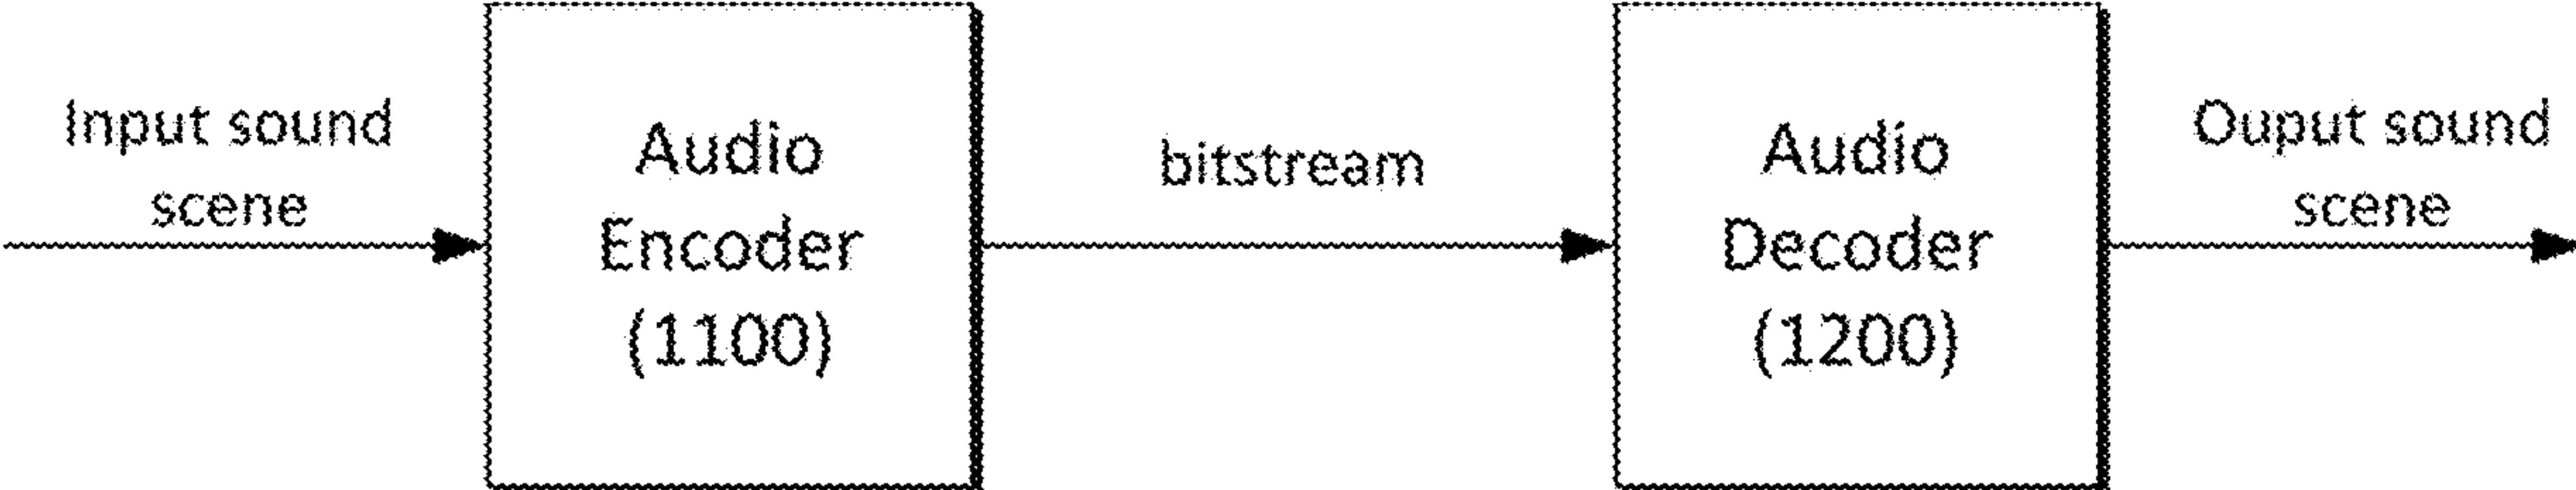 Input sound
scene
Audio
Encoder
(1100)
bitstream
Audio
Decoder
(1200)
Ouput sound
scene